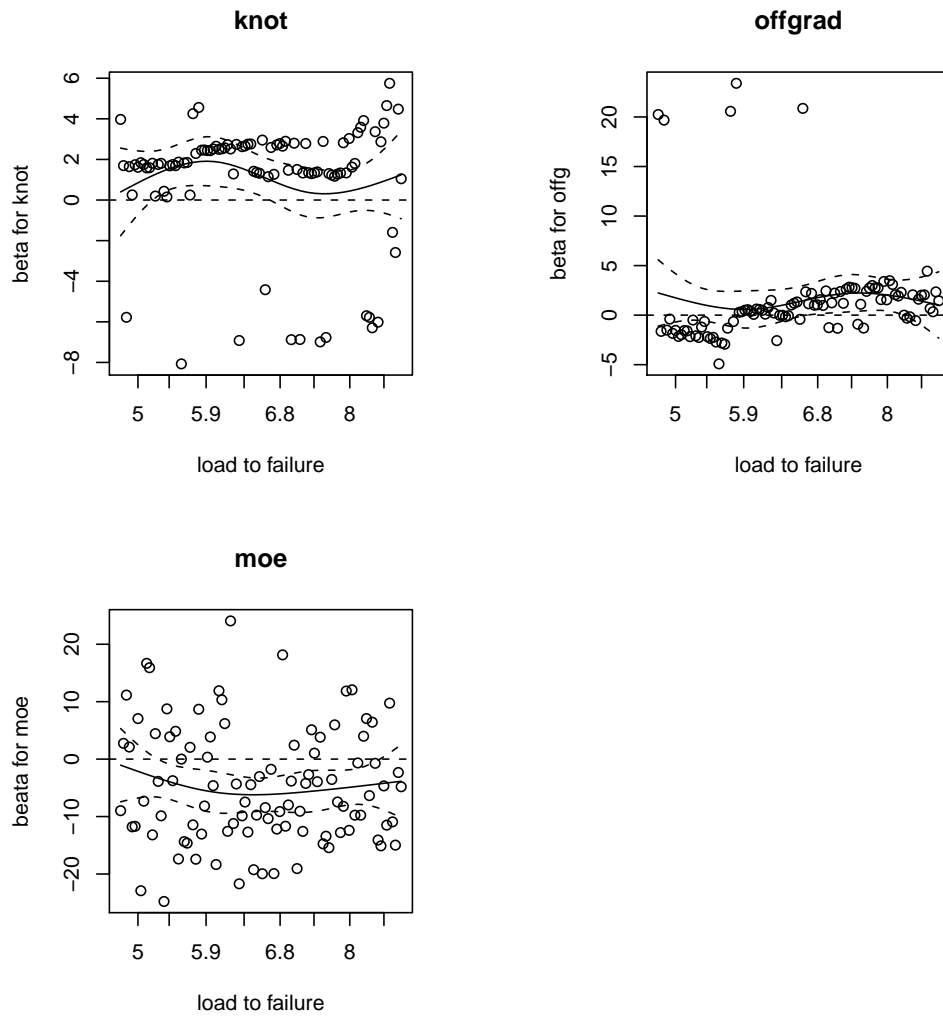 knot
6
4
2
0
−4
−8
beta for knot
5 5.9 6.8 8
load to failure
offgrad
20
15
10
5
0
−5
beta for offg
5 5.9 6.8 8
load to failure
moe
20
10
0
−10
−20
beata for moe
5 5.9 6.8 8
load to failure